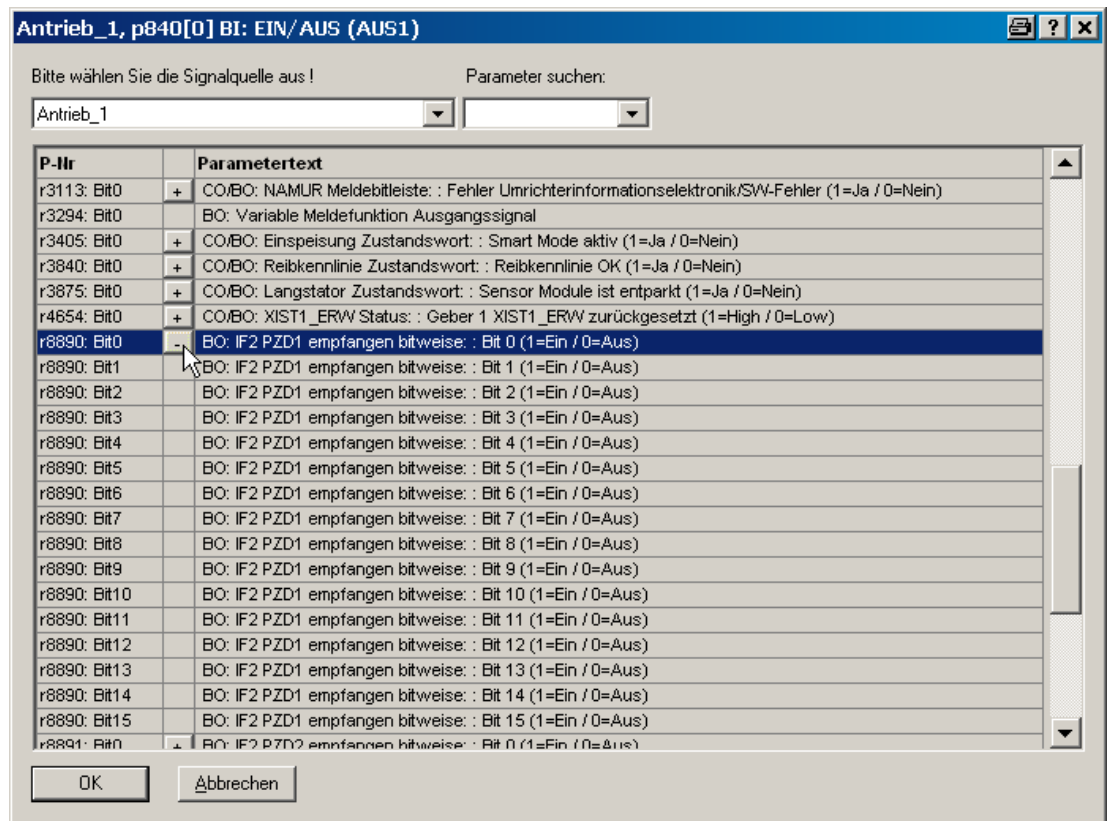 Antrieb_1, p840[0] BI: EIN/AUS (AUS1)
Bitte wählen Sie die Signalquelle aus ! Parameter suchen:
Antrieb_1
P-Nr Parametertext
r3113: Bit0 + CO/BO: NAMUR Meldebitleiste: : Fehler Umrichterinformationselektronik/SW-Fehler (1=Ja / 0=Nein)
r3294: Bit0 BO: Variable Meldefunktion Ausgangssignal
r3405: Bit0 + CO/BO: Einspeisung Zustandswort: : Smart Mode aktiv (1=Ja / 0=Nein)
r3840: Bit0 + CO/BO: Reibkennlinie Zustandswort: : Reibkennlinie OK (1=Ja / 0=Nein)
r3875: Bit0 + CO/BO: Langstator Zustandswort: : Sensor Module ist entparkt (1=Ja / 0=Nein)
r4654: Bit0 + CO/BO: XIST1_ERW Status: : Geber 1 XIST1_ERW zurückgesetzt (1=High / 0=Low)
r8890: Bit0 - BO: IF2 PZD1 empfangen bitweise: : Bit 0 (1=Ein / 0=Aus)
r8890: Bit1 BO: IF2 PZD1 empfangen bitweise: : Bit 1 (1=Ein / 0=Aus)
r8890: Bit2 BO: IF2 PZD1 empfangen bitweise: : Bit 2 (1=Ein / 0=Aus)
r8890: Bit3 BO: IF2 PZD1 empfangen bitweise: : Bit 3 (1=Ein / 0=Aus)
r8890: Bit4 BO: IF2 PZD1 empfangen bitweise: : Bit 4 (1=Ein / 0=Aus)
r8890: Bit5 BO: IF2 PZD1 empfangen bitweise: : Bit 5 (1=Ein / 0=Aus)
r8890: Bit6 BO: IF2 PZD1 empfangen bitweise: : Bit 6 (1=Ein / 0=Aus)
r8890: Bit7 BO: IF2 PZD1 empfangen bitweise: : Bit 7 (1=Ein / 0=Aus)
r8890: Bit8 BO: IF2 PZD1 empfangen bitweise: : Bit 8 (1=Ein / 0=Aus)
r8890: Bit9 BO: IF2 PZD1 empfangen bitweise: : Bit 9 (1=Ein / 0=Aus)
r8890: Bit10 BO: IF2 PZD1 empfangen bitweise: : Bit 10 (1=Ein / 0=Aus)
r8890: Bit11 BO: IF2 PZD1 empfangen bitweise: : Bit 11 (1=Ein / 0=Aus)
r8890: Bit12 BO: IF2 PZD1 empfangen bitweise: : Bit 12 (1=Ein / 0=Aus)
r8890: Bit13 BO: IF2 PZD1 empfangen bitweise: : Bit 13 (1=Ein / 0=Aus)
r8890: Bit14 BO: IF2 PZD1 empfangen bitweise: : Bit 14 (1=Ein / 0=Aus)
r8890: Bit15 BO: IF2 PZD1 empfangen bitweise: : Bit 15 (1=Ein / 0=Aus)
r8891: Bit0 + BO: IF2 PZD2 empfangen bitweise: : Bit 0 (1=Ein / 0=Aus)
OK Abbrechen